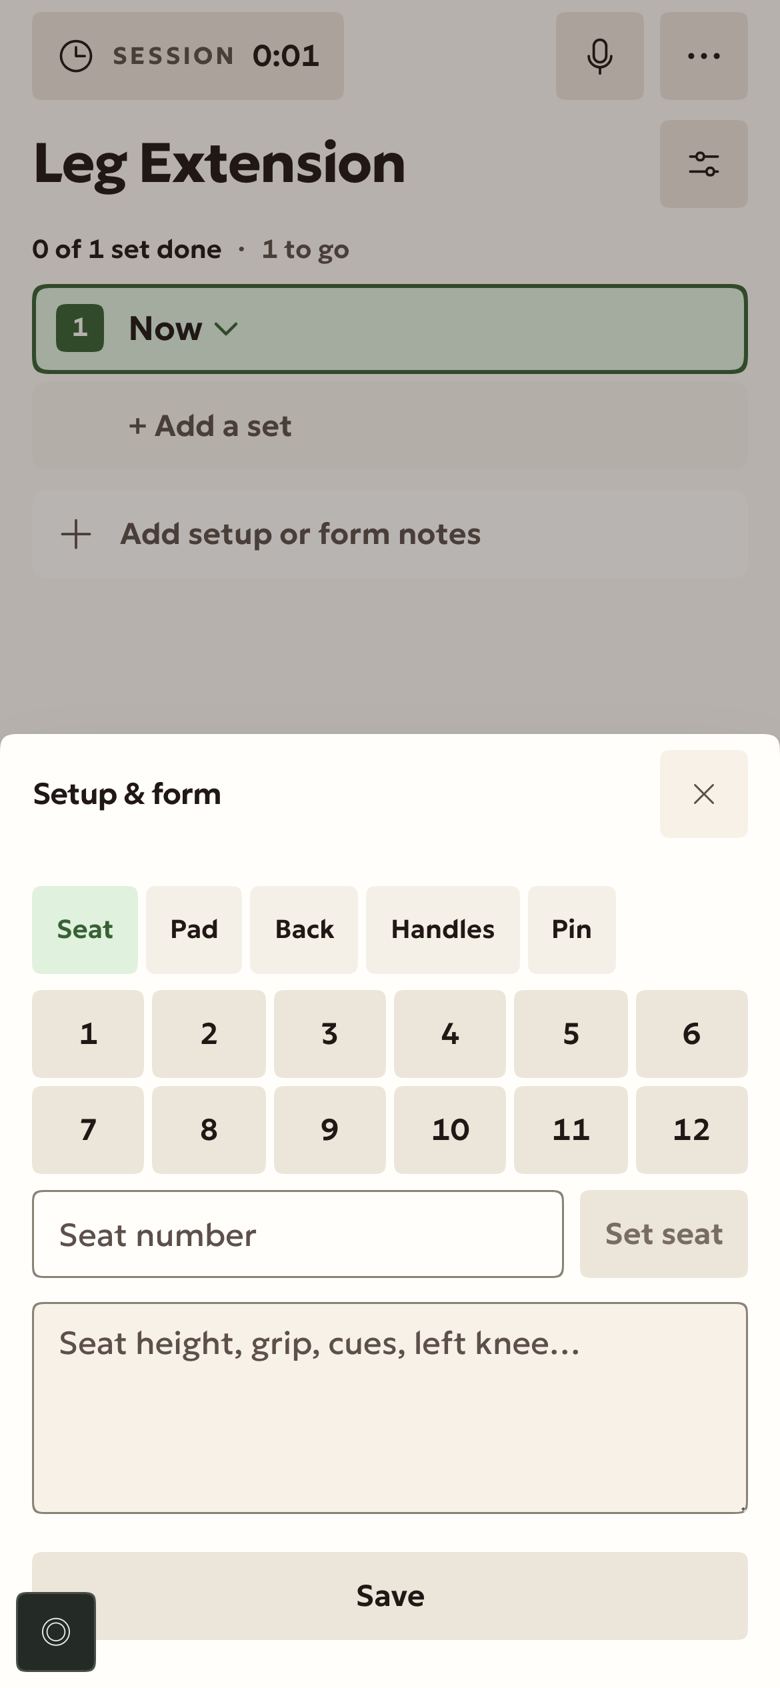 SESSION 0:01
Leg Extension
0 of 1 set done · 1 to go
1 Now
+ Add a set
Add setup or form notes
Setup & form
Seat Pad Back Handles Pin
1 2 3 4 5 6
7 8 9 10 11 12
Seat number Set seat
Seat height, grip, cues, left knee...
Save